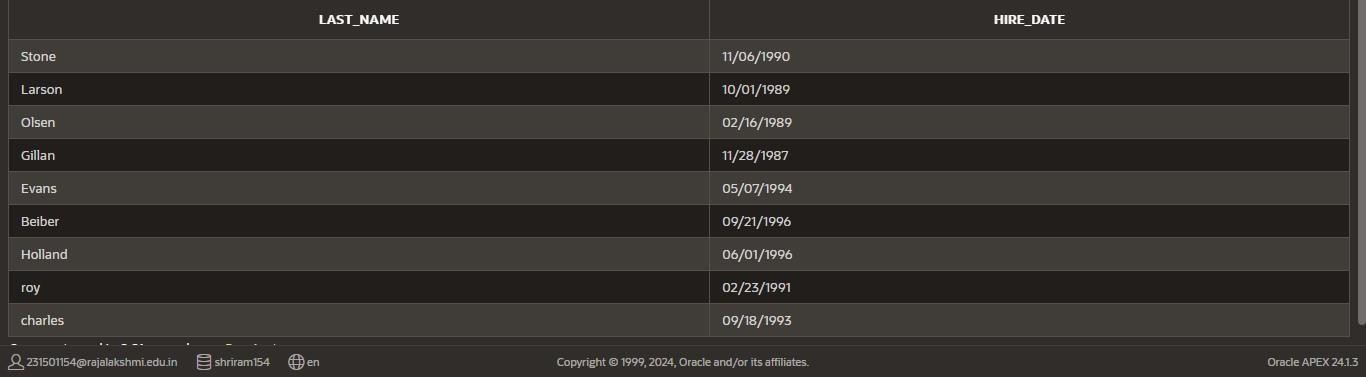 LAST_NAME HIRE_DATE
Stone 11/06/1990
Larson 10/01/1989
Olsen 02/16/1989
Gillan 11/28/1987
Evans 05/07/1994
Beiber 09/21/1996
Holland 06/01/1996
roy 02/23/1991
charles 09/18/1993
231501154@rajalakshmi.edu.in shriram154 en Copyright © 1999, 2024, Oracle and/or its affiliates. Oracle APEX 24.1.3